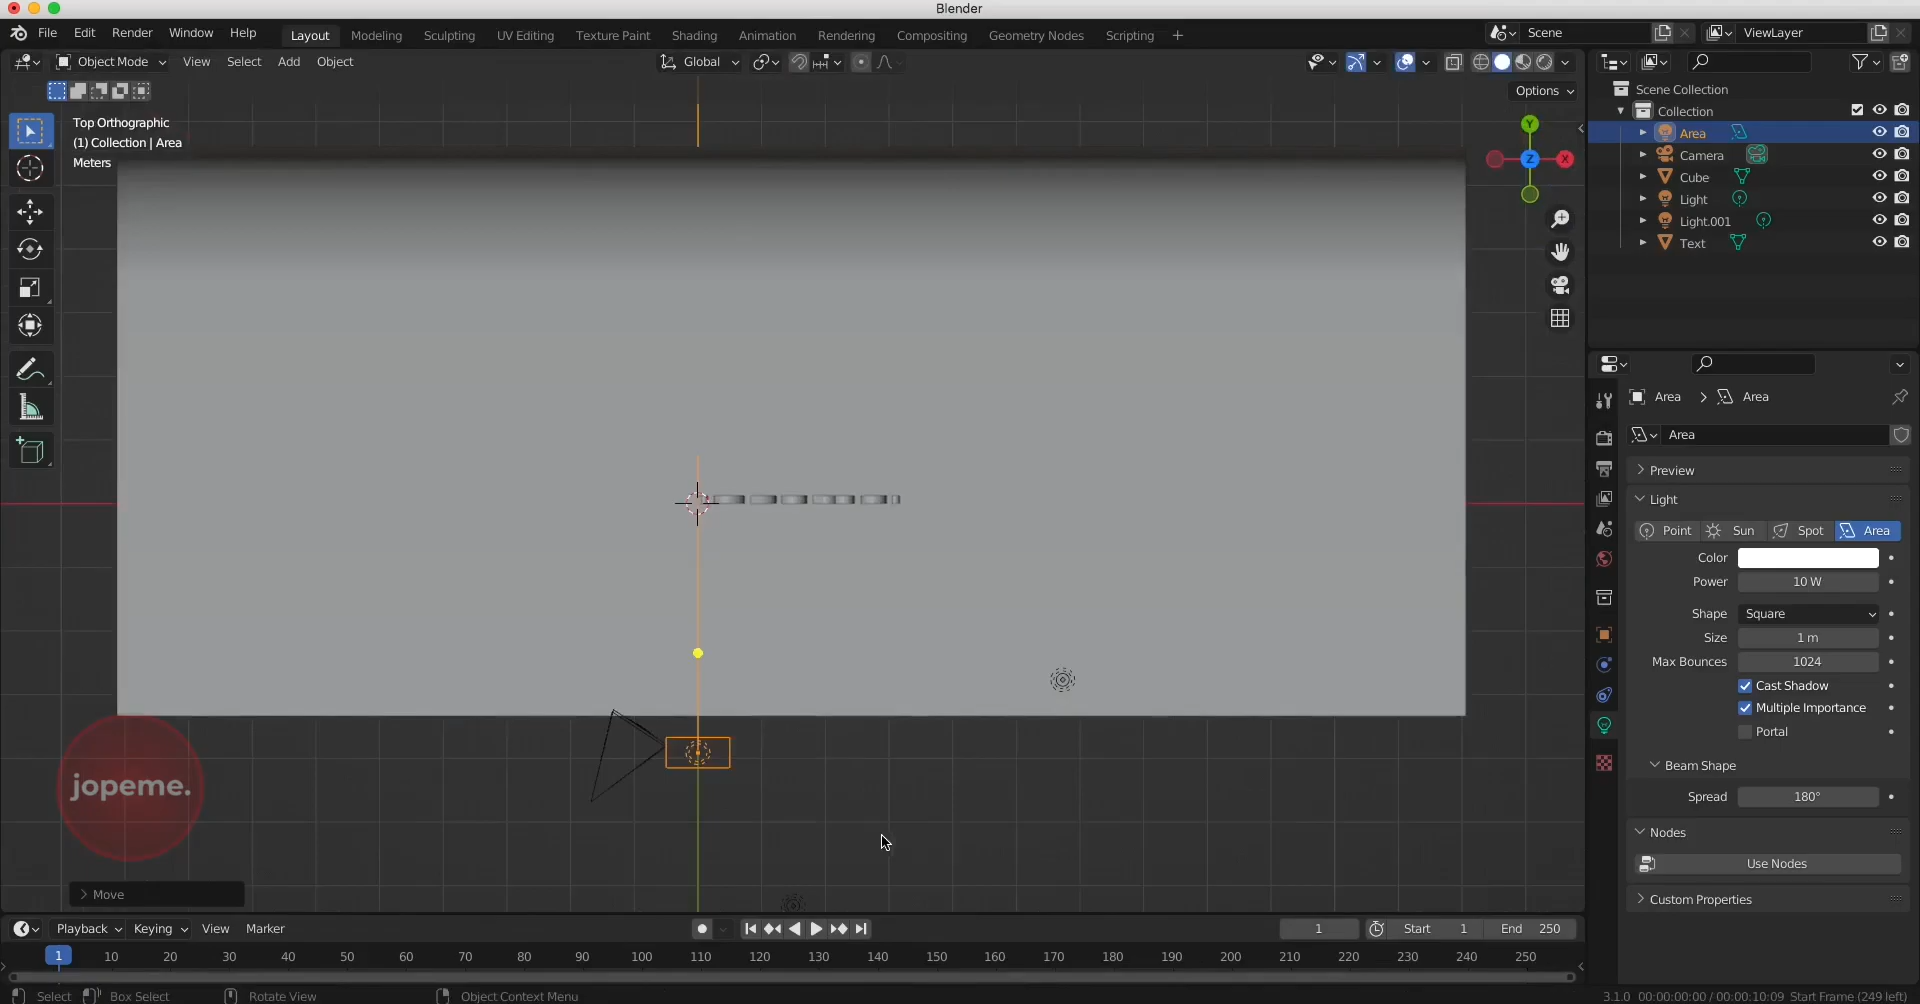 Blender
File Edit Render Window Help
Layout Modeling Sculpting UV Editing Texture Paint Shading Animation Rendering Compositing Geometry Nodes Scripting +
Scene
ViewLayer
Object Mode View Select Add Object
Global
Options
Top Orthographic
(1) Collection | Area
Meters
Y
X
Z
Scene Collection
Collection
Area
Camera
Cube
Light
Light.001
Text
Area > Area
Area
Preview
Light
Point Sun Spot Area
Color
Power 10 W
Shape Square
Size 1 m
Max Bounces 1024
Cast Shadow
Multiple Importance
Portal
Beam Shape
Spread 180°
Nodes
Use Nodes
Custom Properties
jopeme.
> Move
Playback Keying View Marker
1
Start 1
End 250
1 10 20 30 40 50 60 70 80 90 100 110 120 130 140 150 160 170 180 190 200 210 220 230 240 250
Select Box Select Rotate View Object Context Menu
3.1.0 00:00:00:00 / 00:00:10:09 Start Frame (249 left)